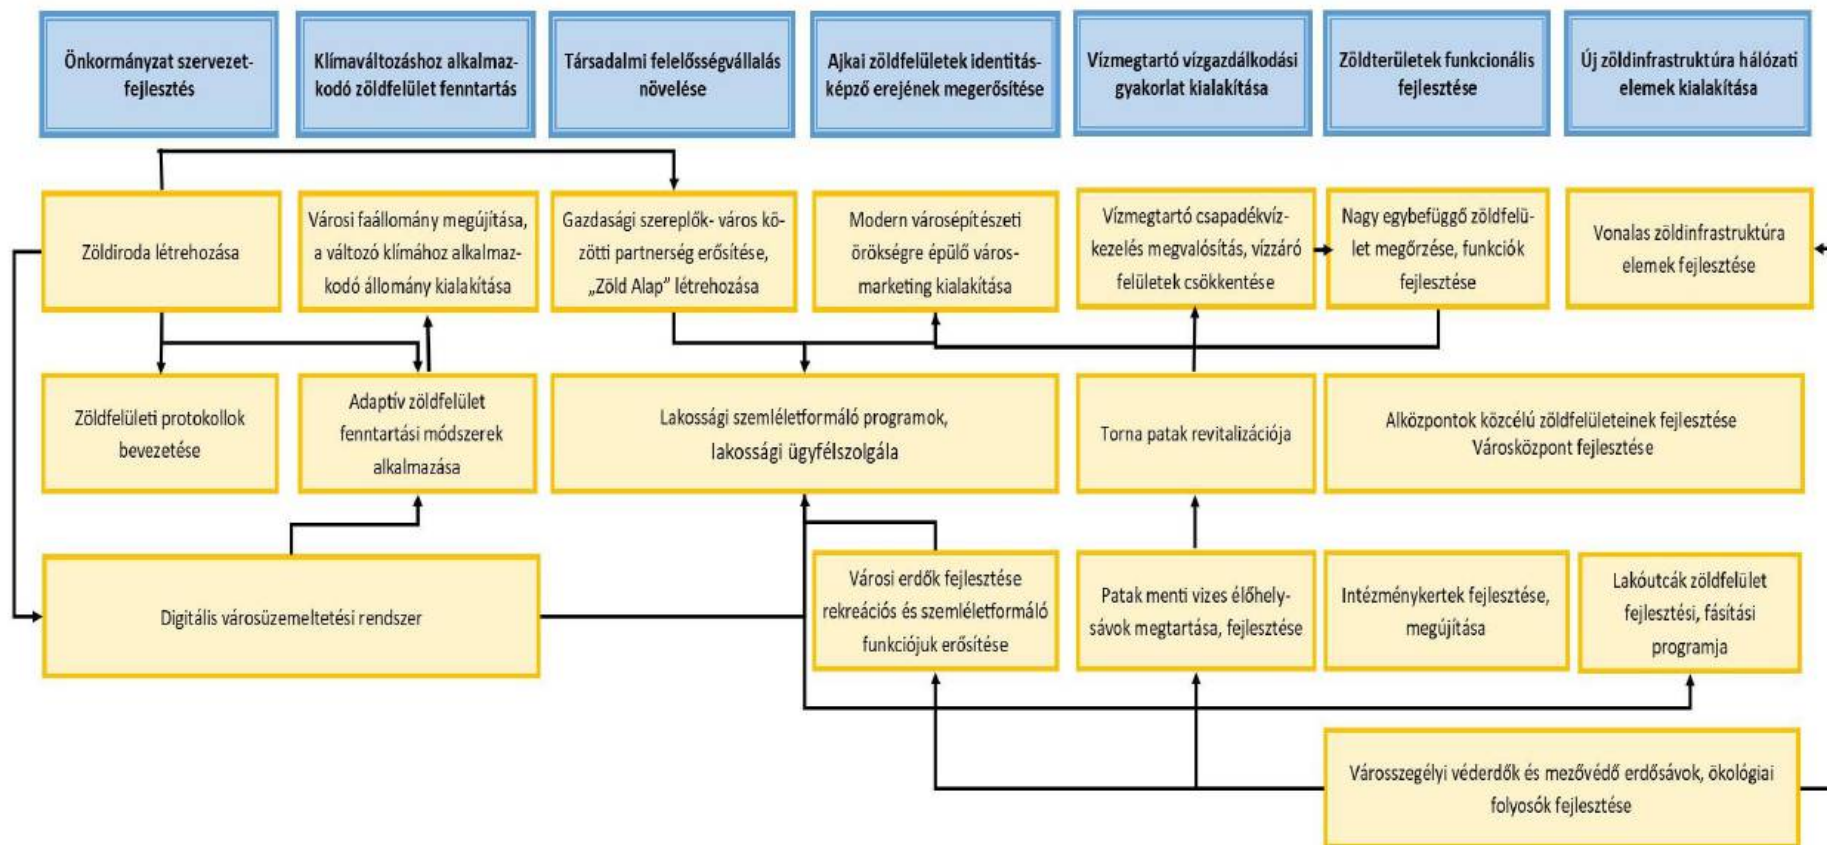 Önkormányzat szervezet-
fejlesztés
Klímaváltozáshoz alkalmaz-
kodó zöldfelület fenntartás
Társadalmi felelősségvállalás
növelése
Ajkai zöldfelületek identitás-
képző erejének megerősítése
Vízmegtartó vízgazdálkodási
gyakorlat kialakítása
Zöldterületek funkcionális
fejlesztése
Új zöldinfrastruktúra hálózati
elemek kialakítása
Zöldiroda létrehozása
Városi faállomány megújítása,
a változó klímához alkalmaz-
kodó állomány kialakítása
Gazdasági szereplők- város kö-
zötti partnerség erősítése,
„Zöld Alap” létrehozása
Modern városépítészeti
örökségre épülő város-
marketing kialakítása
Vízmegtartó csapadékvíz-
kezelés megvalósítás, vízzáró
felületek csökkentése
Nagy egybefüggő zöldfelü-
let megőrzése, funkciók
fejlesztése
Vonalas zöldinfrastruktúra
elemek fejlesztése
Zöldfelületi protokollok
bevezetése
Adaptív zöldfelület
fenntartási módszerek
alkalmazása
Lakossági szemléletformáló programok,
lakossági ügyfélszolgála
Torna patak revitalizációja
Alközpontok közcélú zöldfelületeinek fejlesztése
Városközpont fejlesztése
Digitális városüzemeltetési rendszer
Városi erdők fejlesztése
rekreációs és szemléletformáló
funkciójuk erősítése
Patak menti vizes élőhely-
sávok megtartása, fejlesztése
Intézménykertek fejlesztése,
megújítása
Lakóutcák zöldfelület
fejlesztési, fásítási
programja
Városszegélyi véderdők és mezővédő erdősávok, ökológiai
folyosók fejlesztése